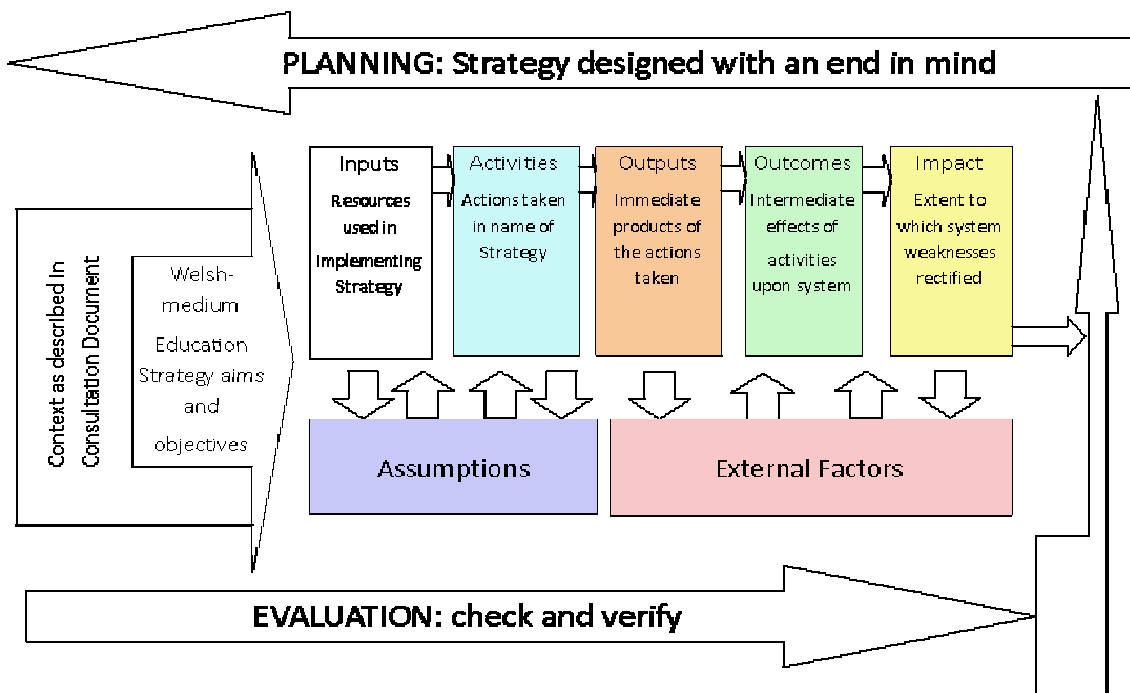 PLANNING: Strategy designed with an end in mind
Context as described in
Consultation Document
Welsh-
medium
Education
Strategy aims
and
objectives
Inputs
Resources
used in
Implementing
Strategy
Activities
Actions taken
in name of
Strategy
Outputs
Immediate
products of
the actions
taken
Outcomes
Intermediate
effects of
activities
upon system
Impact
Extent to
which system
weaknesses
rectified
Assumptions
External Factors
EVALUATION: check and verify